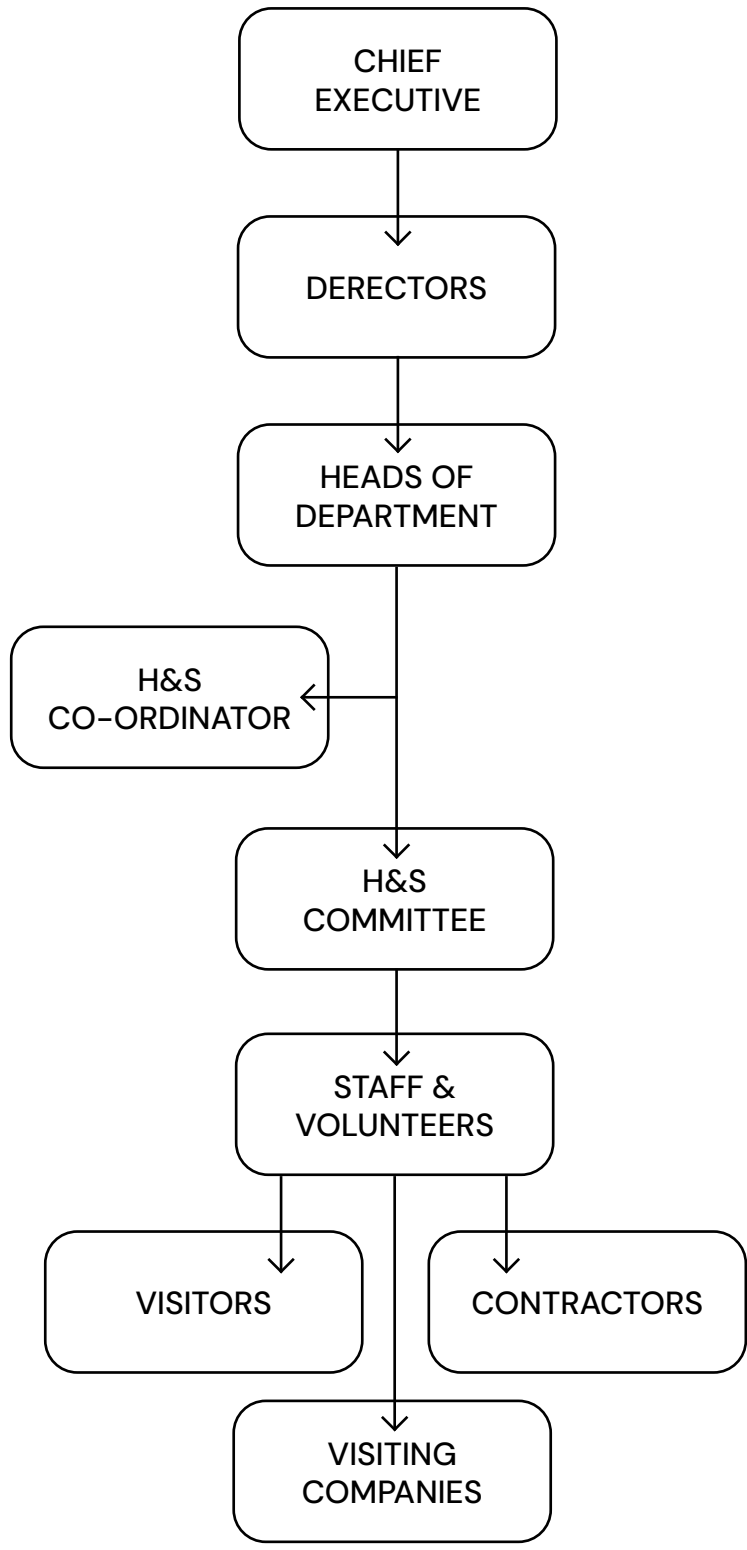 CHIEF
EXECUTIVE
DERECTORS
HEADS OF
DEPARTMENT
H&S
CO-ORDINATOR
H&S
COMMITTEE
STAFF &
VOLUNTEERS
VISITORS
CONTRACTORS
VISITING
COMPANIES